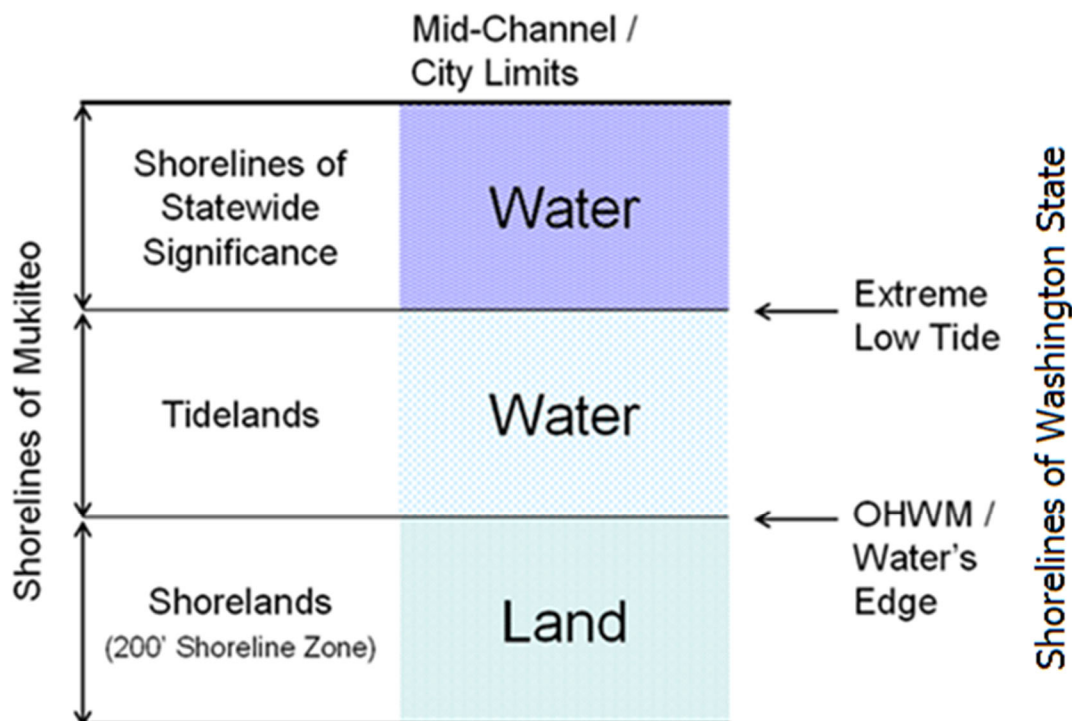 Mid-Channel /
City Limits
Shorelines of
Statewide
Significance
Water
Extreme
Low Tide
Tidelands
Water
OHWM /
Water's
Edge
Shorelands
(200' Shoreline Zone)
Land
Shorelines of Mukilteo
Shorelines of Washington State